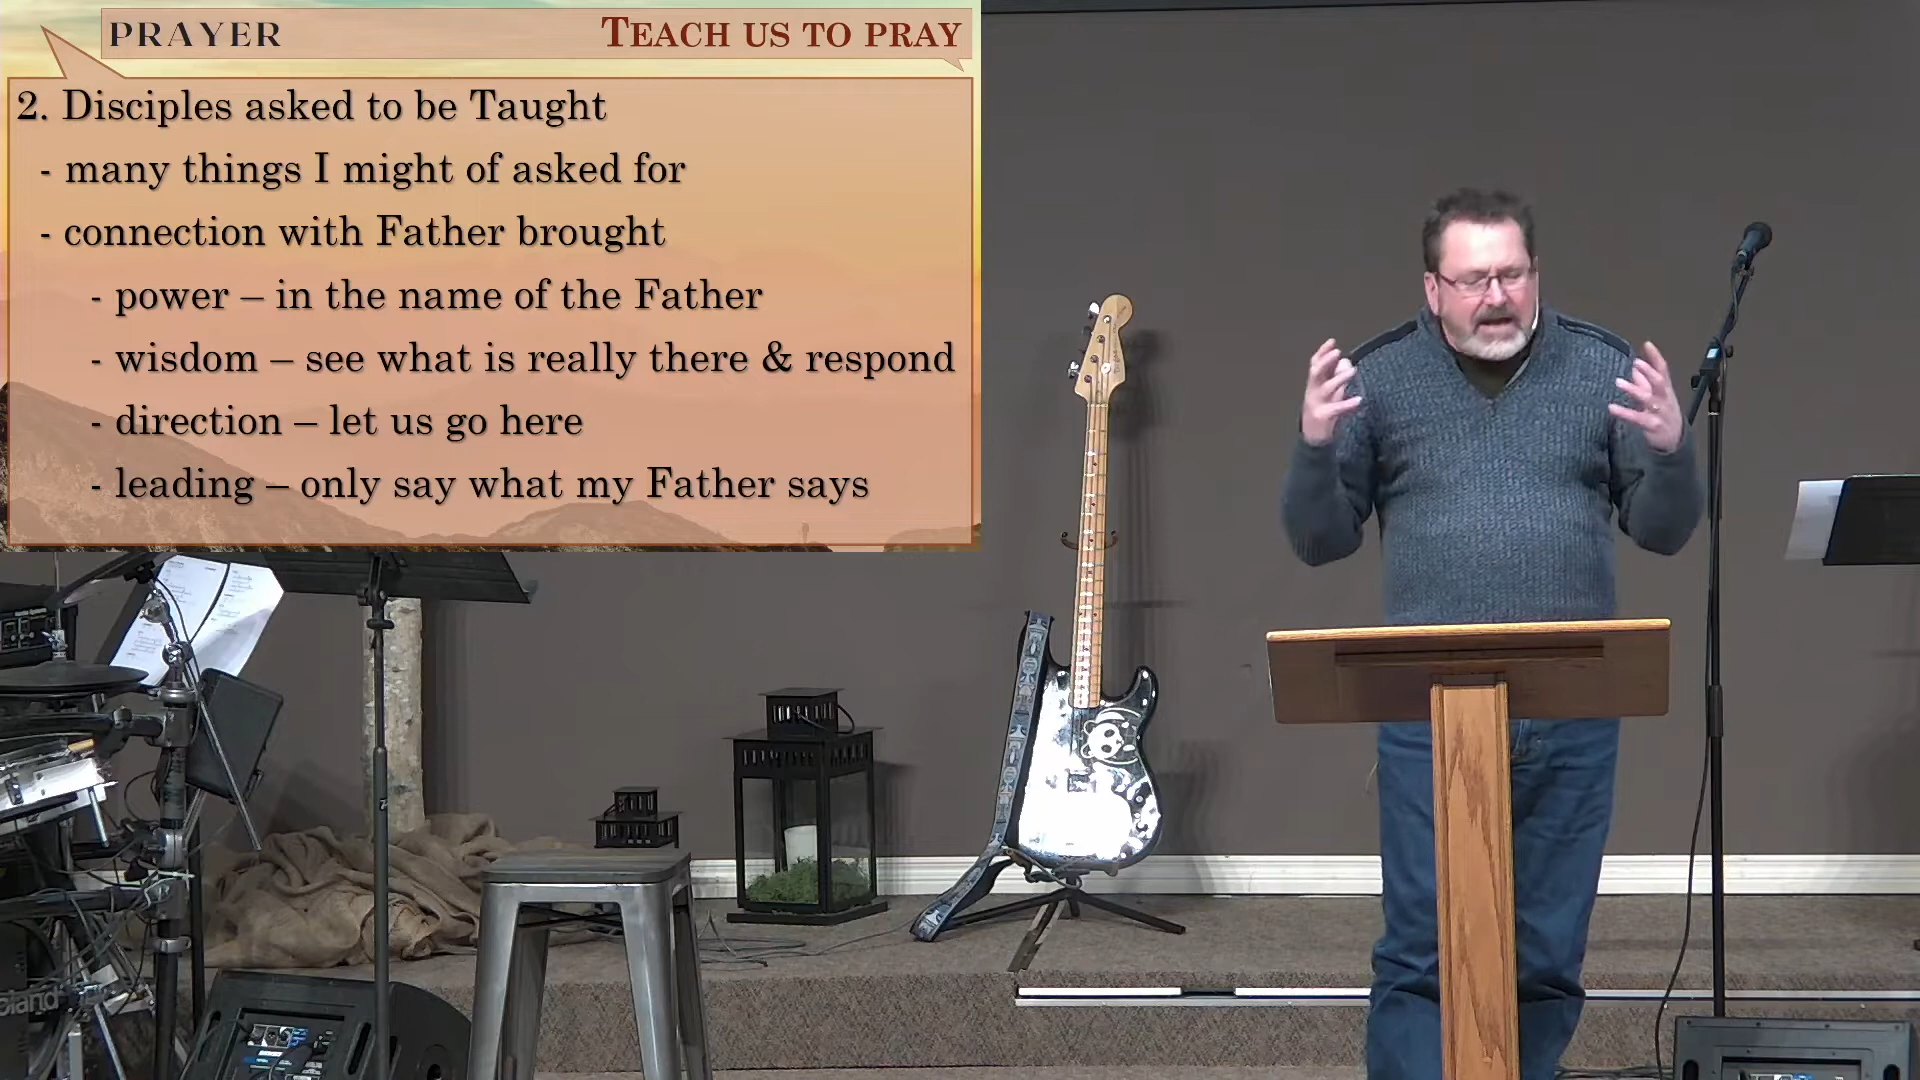 PRAYER
TEACH US TO PRAY
2. Disciples asked to be Taught
- many things I might of asked for
- connection with Father brought
- power – in the name of the Father
- wisdom – see what is really there & respond
- direction – let us go here
- leading – only say what my Father says
Roland